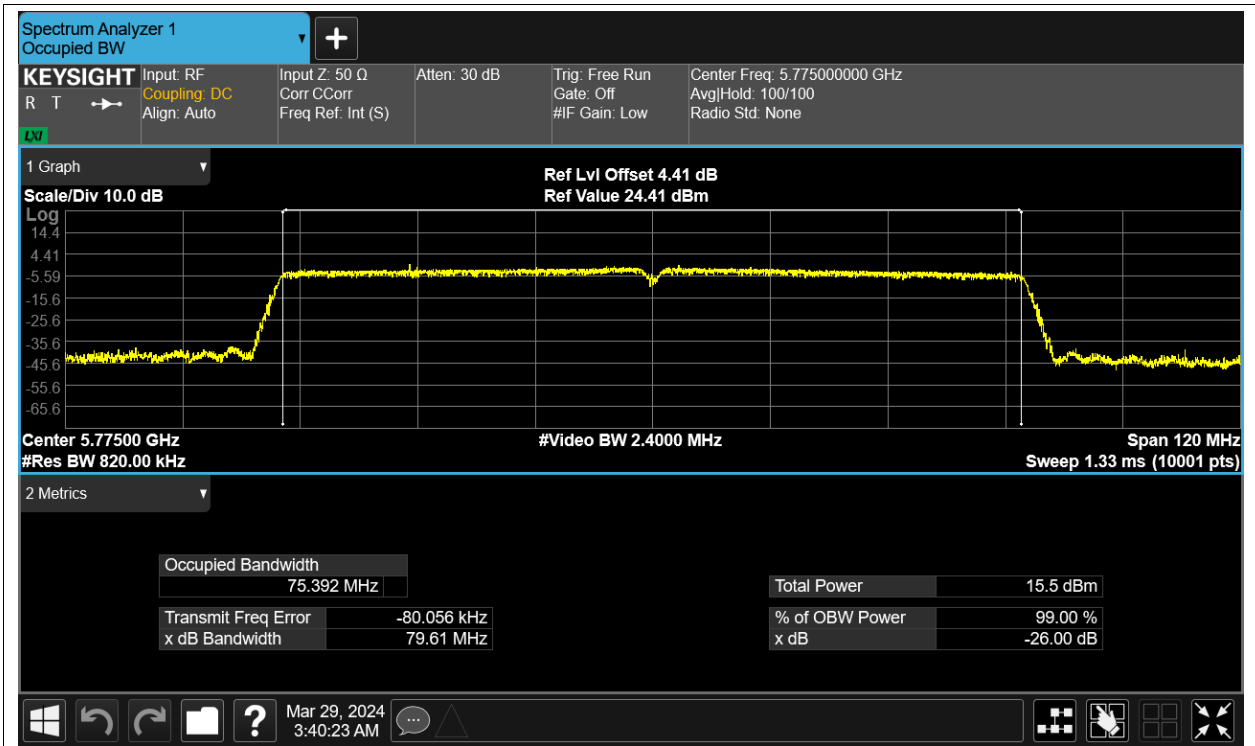 Spectrum Analyzer 1
Occupied BW
KEYSIGHT
R T
LXI
Input: RF
Coupling: DC
Align: Auto
Input Z: 50 Ω
Corr CCorr
Freq Ref: Int (S)
Atten: 30 dB
Trig: Free Run
Gate: Off
#IF Gain: Low
Center Freq: 5.775000000 GHz
Avg|Hold: 100/100
Radio Std: None
1 Graph
Scale/Div 10.0 dB
Ref Lvl Offset 4.41 dB
Ref Value 24.41 dBm
Log
14.4
4.41
-5.59
-15.6
-25.6
-35.6
-45.6
-55.6
-65.6
Center 5.77500 GHz
#Video BW 2.4000 MHz
Span 120 MHz
#Res BW 820.00 kHz
Sweep 1.33 ms (10001 pts)
2 Metrics
Occupied Bandwidth
75.392 MHz
Total Power 15.5 dBm
Transmit Freq Error -80.056 kHz
% of OBW Power 99.00 %
x dB Bandwidth 79.61 MHz
x dB -26.00 dB
?
Mar 29, 2024
3:40:23 AM